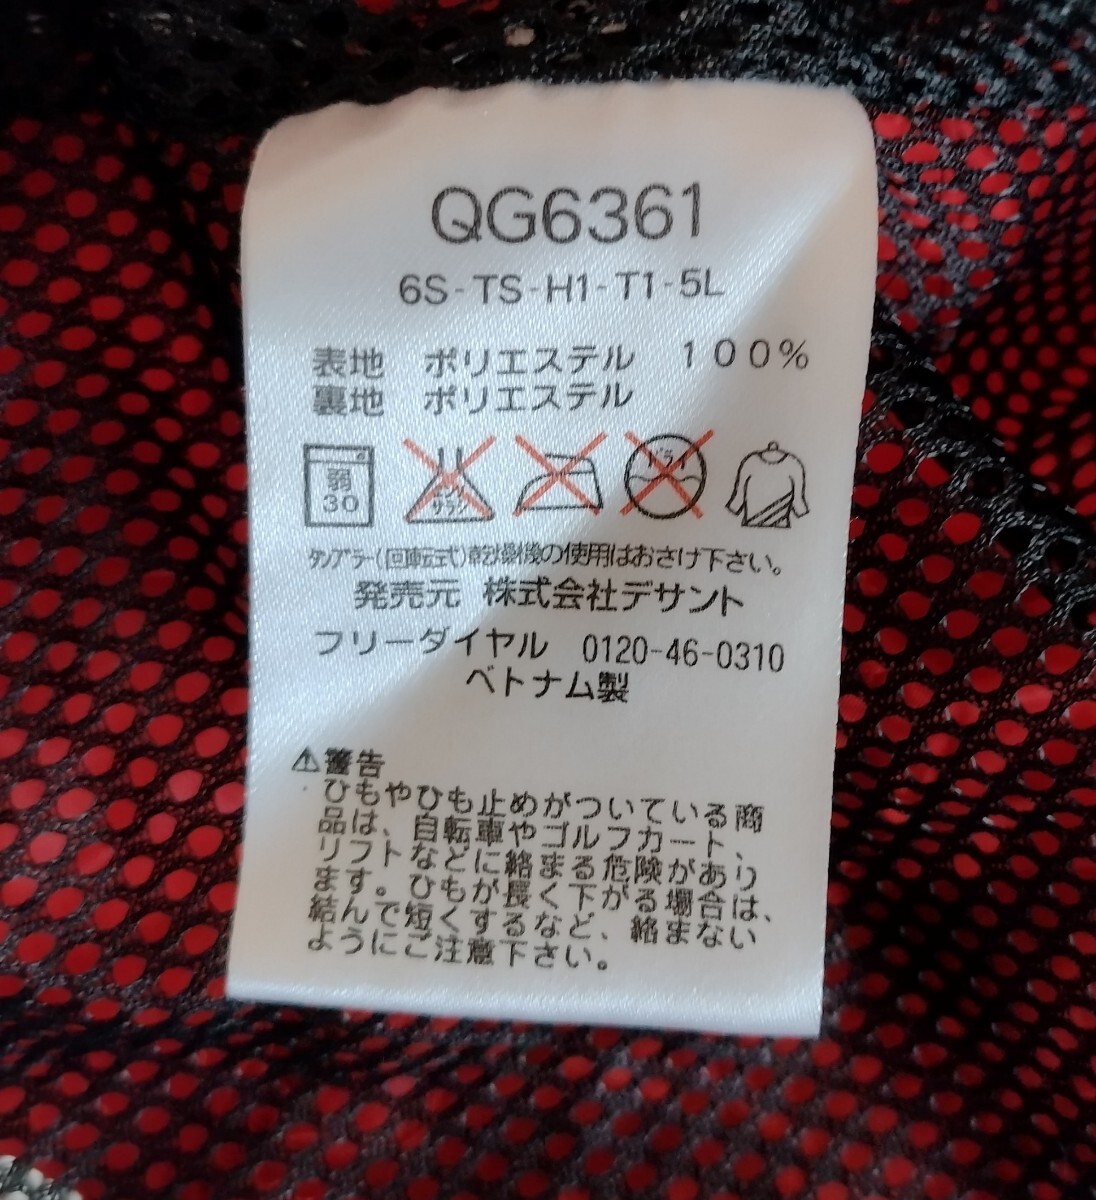 QG6361
6S-TS-H1-T1-5L
表地 ポリエステル 100%
裏地 ポリエステル
弱 30 エンソ サラシ ドライ
タンブラー(回転式)乾燥機の使用はおさけ下さい。
発売元 株式会社デサント
フリーダイヤル 0120-46-0310
ベトナム製
⚠警告
ひもやひも止めがついている商
品は、自転車やゴルフカート、
リフトなどに絡まる危険があり
ます。ひもが長く下がる場合は、
結んで短くするなど、絡まない
ようにご注意下さい。